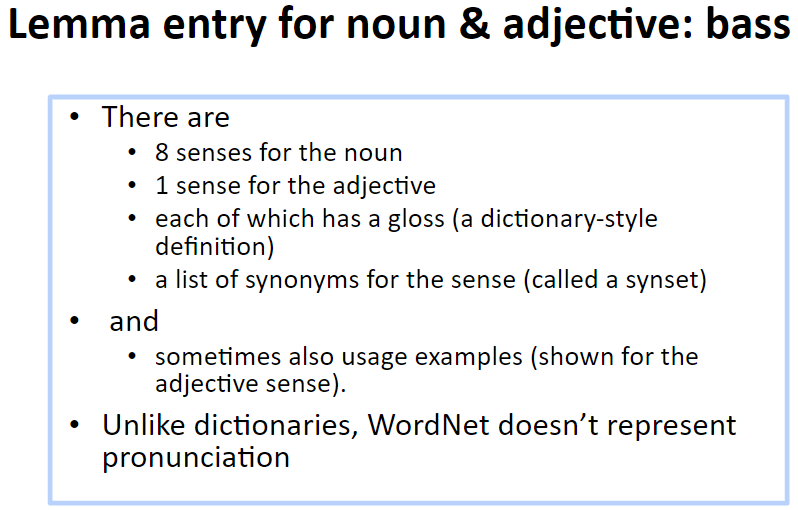 Lemma entry for noun & adjective: bass
• There are
• 8 senses for the noun
• 1 sense for the adjective
• each of which has a gloss (a dictionary-style
definition)
• a list of synonyms for the sense (called a synset)
• and
• sometimes also usage examples (shown for the
adjective sense).
• Unlike dictionaries, WordNet doesn’t represent
pronunciation